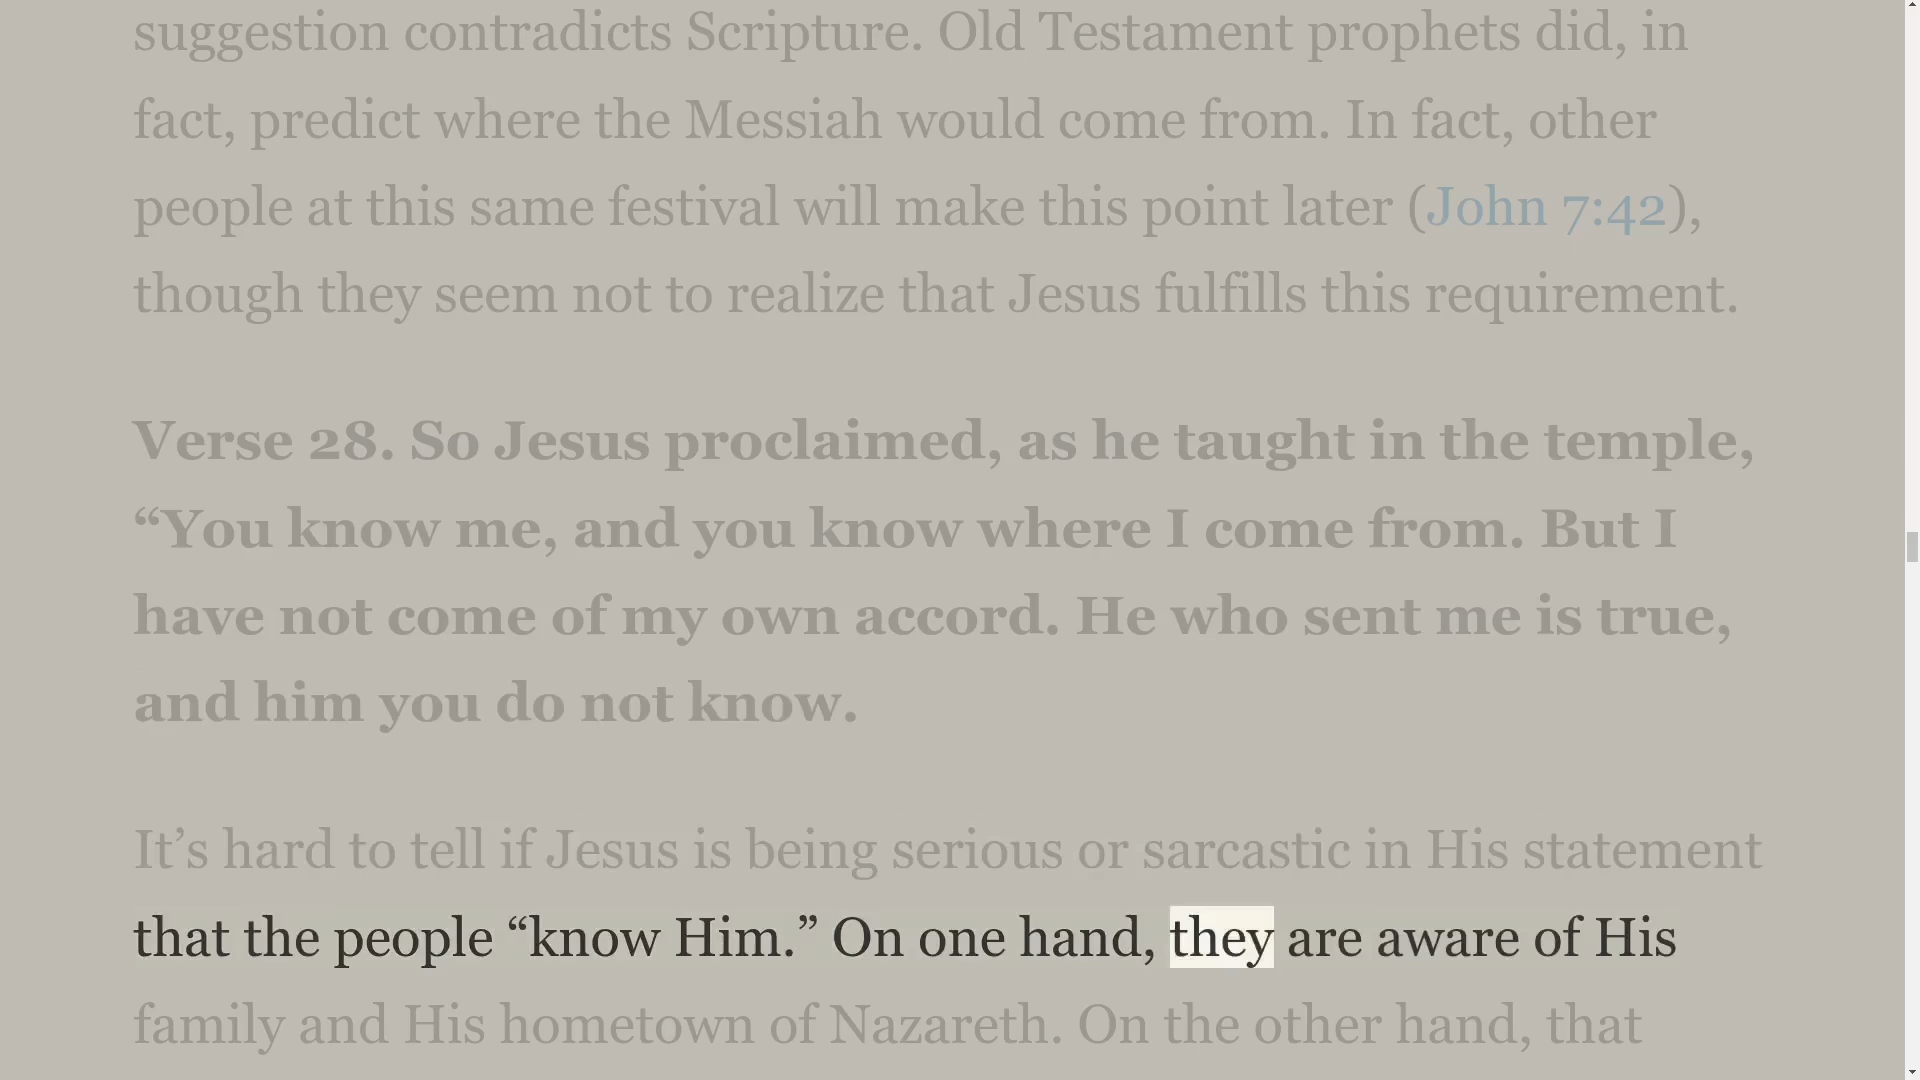 suggestion contradicts Scripture. Old Testament prophets did, in
fact, predict where the Messiah would come from. In fact, other
people at this same festival will make this point later (John 7:42),
though they seem not to realize that Jesus fulfills this requirement.
Verse 28. So Jesus proclaimed, as he taught in the temple,
“You know me, and you know where I come from. But I
have not come of my own accord. He who sent me is true,
and him you do not know.
It’s hard to tell if Jesus is being serious or sarcastic in His statement
that the people “know Him.” On one hand, they are aware of His
family and His hometown of Nazareth. On the other hand, that